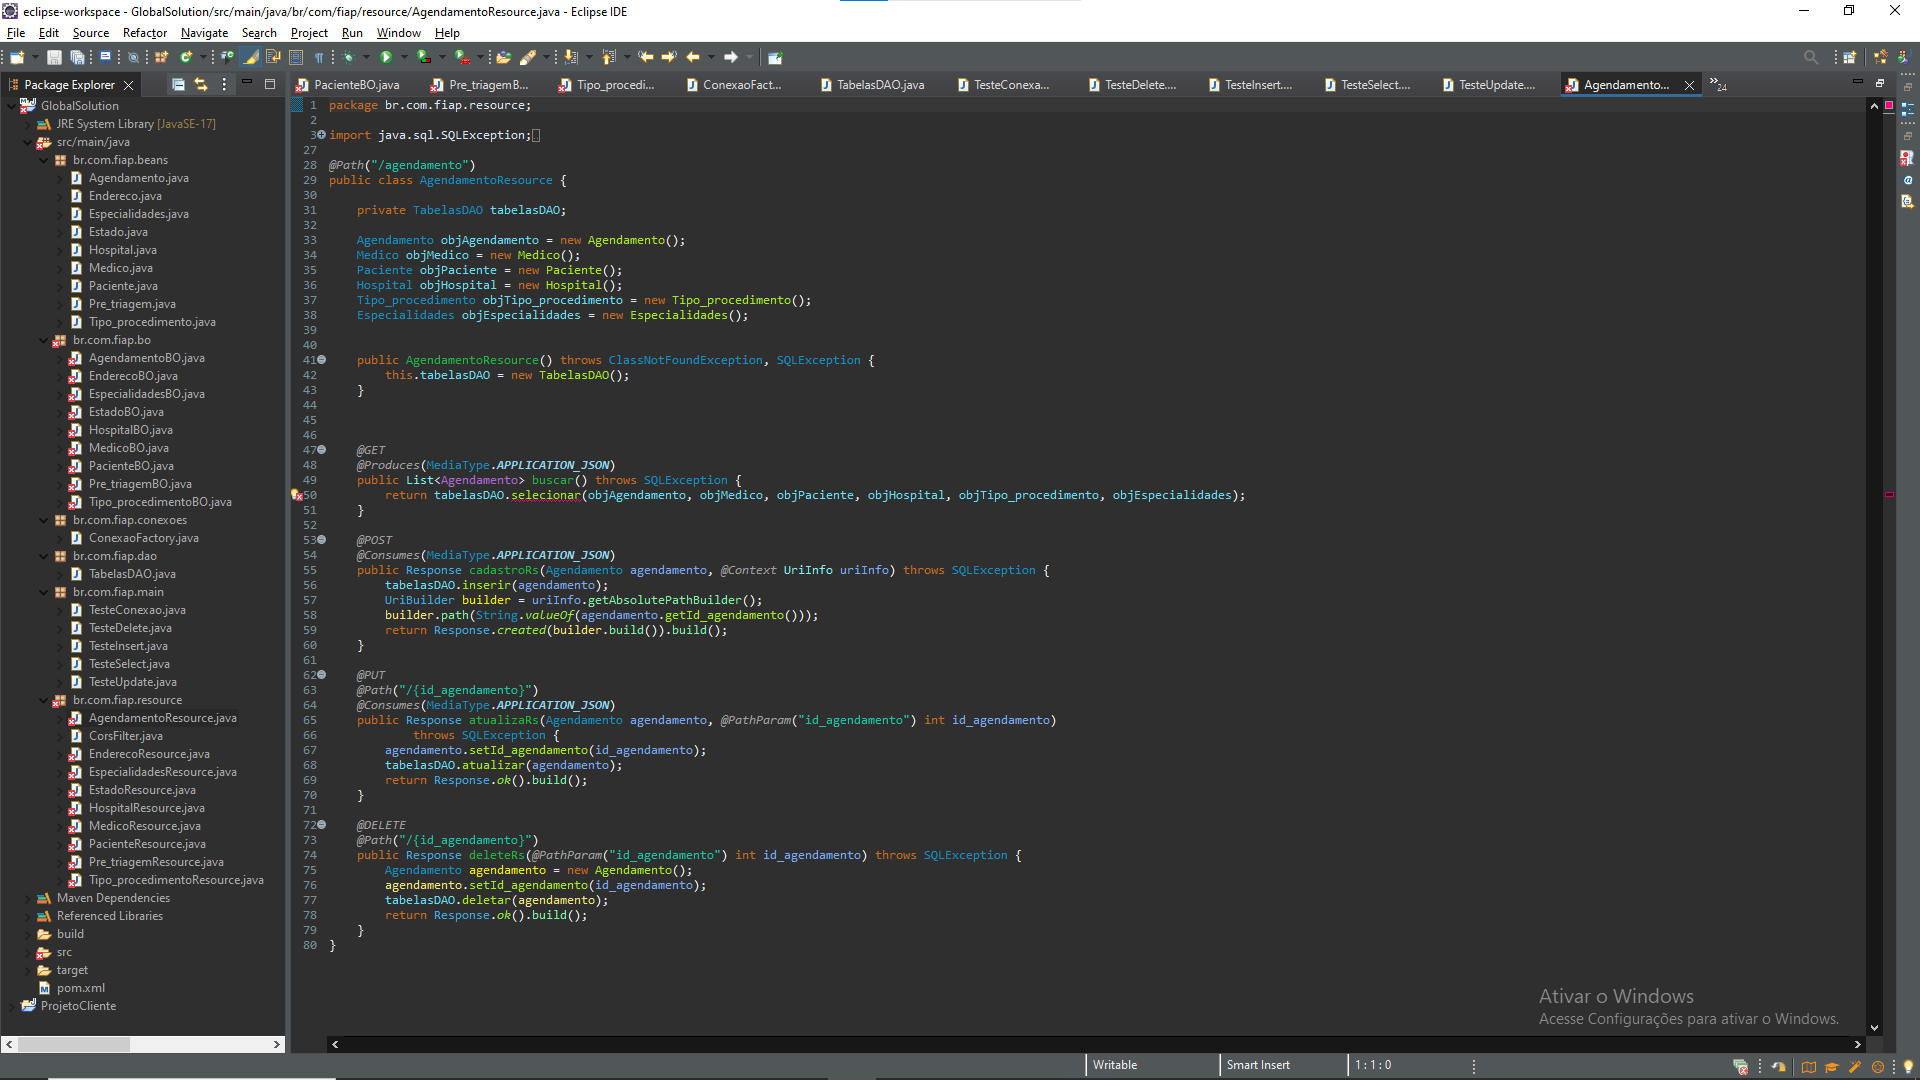 eclipse-workspace - GlobalSolution/src/main/java/br/com/fiap/resource/AgendamentoResource.java - Eclipse IDE
File Edit Source Refactor Navigate Search Project Run Window Help
Package Explorer
PacienteBO.java Pre_triagemB... Tipo_procedi... ConexaoFact... TabelasDAO.java TesteConexa... TesteDelete.... TesteInsert.... TesteSelect.... TesteUpdate.... Agendamento... »24
GlobalSolution
JRE System Library [JavaSE-17]
src/main/java
br.com.fiap.beans
Agendamento.java
Endereco.java
Especialidades.java
Estado.java
Hospital.java
Medico.java
Paciente.java
Pre_triagem.java
Tipo_procedimento.java
br.com.fiap.bo
AgendamentoBO.java
EnderecoBO.java
EspecialidadesBO.java
EstadoBO.java
HospitalBO.java
MedicoBO.java
PacienteBO.java
Pre_triagemBO.java
Tipo_procedimentoBO.java
br.com.fiap.conexoes
ConexaoFactory.java
br.com.fiap.dao
TabelasDAO.java
br.com.fiap.main
TesteConexao.java
TesteDelete.java
TesteInsert.java
TesteSelect.java
TesteUpdate.java
br.com.fiap.resource
AgendamentoResource.java
CorsFilter.java
EnderecoResource.java
EspecialidadesResource.java
EstadoResource.java
HospitalResource.java
MedicoResource.java
PacienteResource.java
Pre_triagemResource.java
Tipo_procedimentoResource.java
Maven Dependencies
Referenced Libraries
build
src
target
pom.xml
ProjetoCliente
1 package br.com.fiap.resource;
2
3 import java.sql.SQLException;
27
28 @Path("/agendamento")
29 public class AgendamentoResource {
30
31 private TabelasDAO tabelasDAO;
32
33 Agendamento objAgendamento = new Agendamento();
34 Medico objMedico = new Medico();
35 Paciente objPaciente = new Paciente();
36 Hospital objHospital = new Hospital();
37 Tipo_procedimento objTipo_procedimento = new Tipo_procedimento();
38 Especialidades objEspecialidades = new Especialidades();
39
40
41 public AgendamentoResource() throws ClassNotFoundException, SQLException {
42 this.tabelasDAO = new TabelasDAO();
43 }
44
45
46
47 @GET
48 @Produces(MediaType.APPLICATION_JSON)
49 public List<Agendamento> buscar() throws SQLException {
50 return tabelasDAO.selecionar(objAgendamento, objMedico, objPaciente, objHospital, objTipo_procedimento, objEspecialidades);
51 }
52
53 @POST
54 @Consumes(MediaType.APPLICATION_JSON)
55 public Response cadastroRs(Agendamento agendamento, @Context UriInfo uriInfo) throws SQLException {
56 tabelasDAO.inserir(agendamento);
57 UriBuilder builder = uriInfo.getAbsolutePathBuilder();
58 builder.path(String.valueOf(agendamento.getId_agendamento()));
59 return Response.created(builder.build()).build();
60 }
61
62 @PUT
63 @Path("/{id_agendamento}")
64 @Consumes(MediaType.APPLICATION_JSON)
65 public Response atualizaRs(Agendamento agendamento, @PathParam("id_agendamento") int id_agendamento)
66 throws SQLException {
67 agendamento.setId_agendamento(id_agendamento);
68 tabelasDAO.atualizar(agendamento);
69 return Response.ok().build();
70 }
71
72 @DELETE
73 @Path("/{id_agendamento}")
74 public Response deleteRs(@PathParam("id_agendamento") int id_agendamento) throws SQLException {
75 Agendamento agendamento = new Agendamento();
76 agendamento.setId_agendamento(id_agendamento);
77 tabelasDAO.deletar(agendamento);
78 return Response.ok().build();
79 }
80 }
Ativar o Windows
Acesse Configurações para ativar o Windows.
Writable Smart Insert 1 : 1 : 0